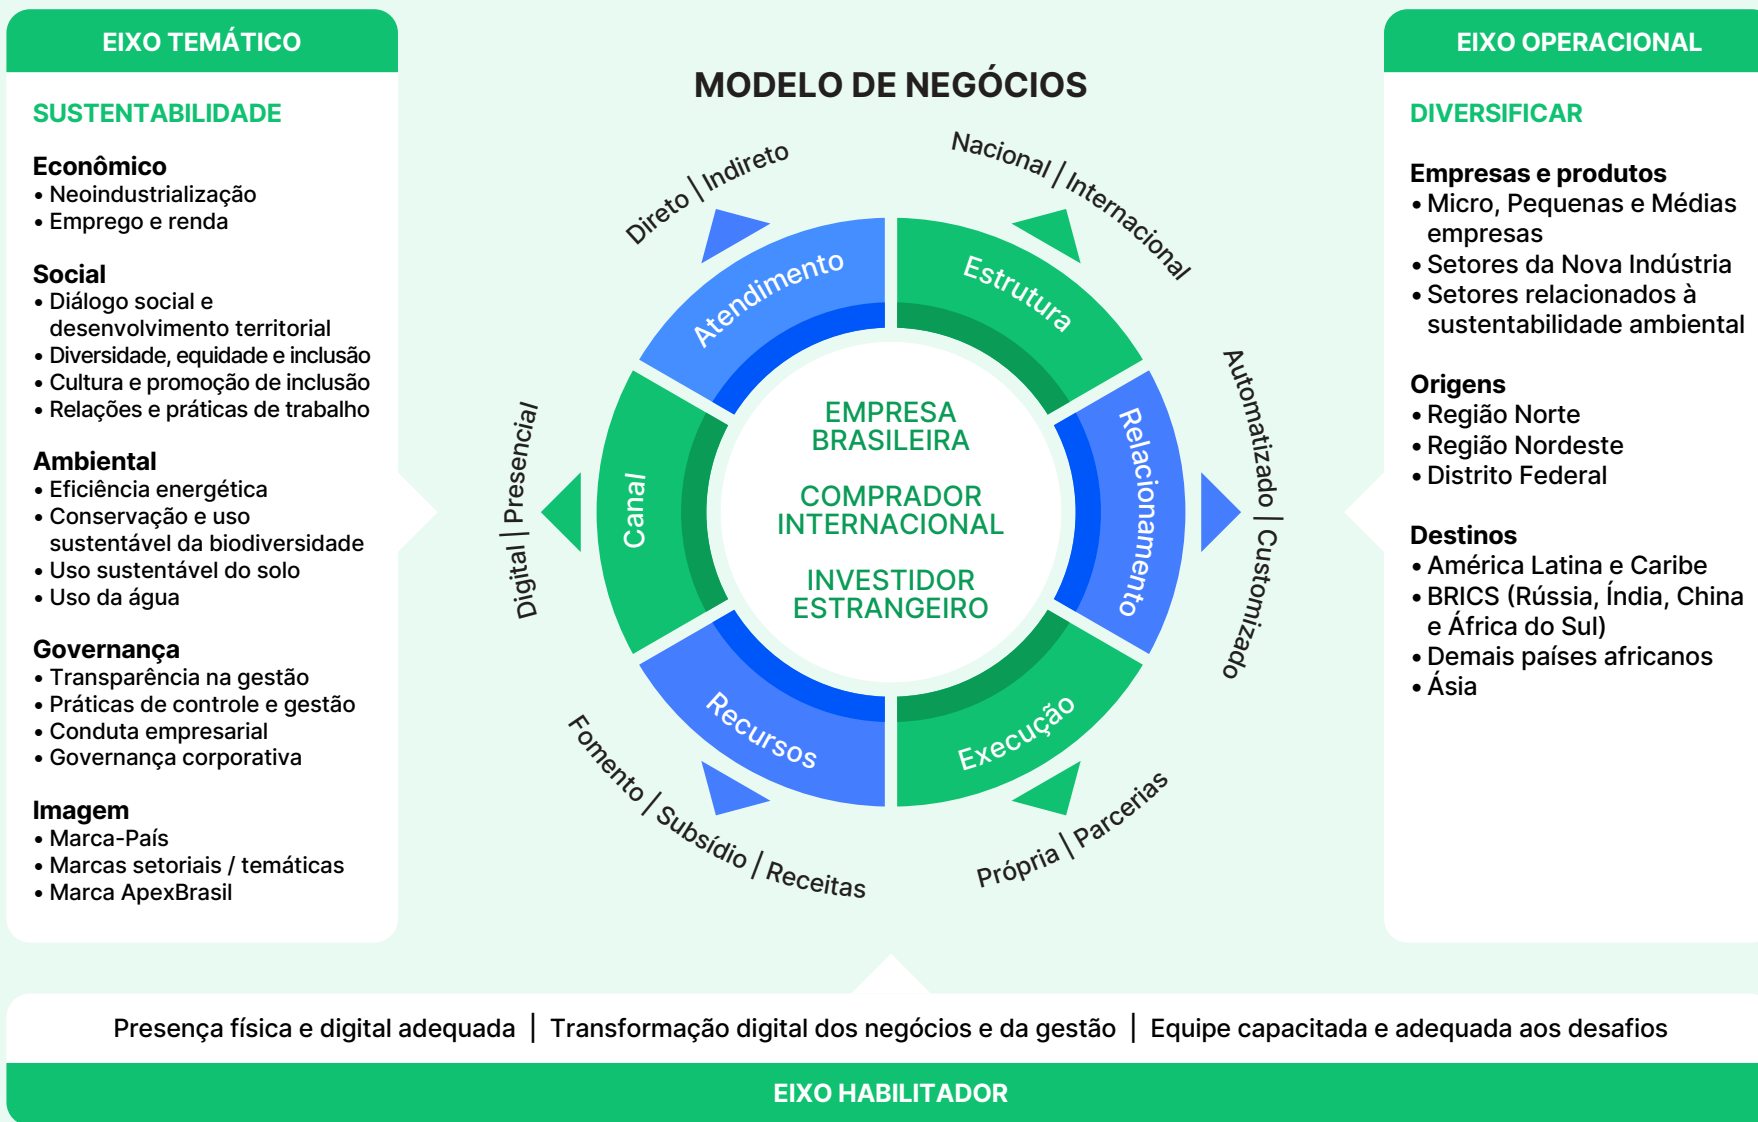 EIXO TEMÁTICO
SUSTENTABILIDADE
Econômico
• Neoindustrialização
• Emprego e renda
Social
• Diálogo social e
desenvolvimento territorial
• Diversidade, equidade e inclusão
• Cultura e promoção de inclusão
• Relações e práticas de trabalho
Ambiental
• Eficiência energética
• Conservação e uso
sustentável da biodiversidade
• Uso sustentável do solo
• Uso da água
Governança
• Transparência na gestão
• Práticas de controle e gestão
• Conduta empresarial
• Governança corporativa
Imagem
• Marca-País
• Marcas setoriais / temáticas
• Marca ApexBrasil
MODELO DE NEGÓCIOS
Direto | Indireto
Nacional | Internacional
Atendimento
Estrutura
Automatizado | Customizado
Relacionamento
Digital | Presencial
Canal
EMPRESA
BRASILEIRA
COMPRADOR
INTERNACIONAL
INVESTIDOR
ESTRANGEIRO
Recursos
Execução
Fomento | Subsídio | Receitas
Própria | Parcerias
EIXO OPERACIONAL
DIVERSIFICAR
Empresas e produtos
• Micro, Pequenas e Médias
empresas
• Setores da Nova Indústria
• Setores relacionados à
sustentabilidade ambiental
Origens
• Região Norte
• Região Nordeste
• Distrito Federal
Destinos
• América Latina e Caribe
• BRICS (Rússia, Índia, China
e África do Sul)
• Demais países africanos
• Ásia
Presença física e digital adequada | Transformação digital dos negócios e da gestão | Equipe capacitada e adequada aos desafios
EIXO HABILITADOR